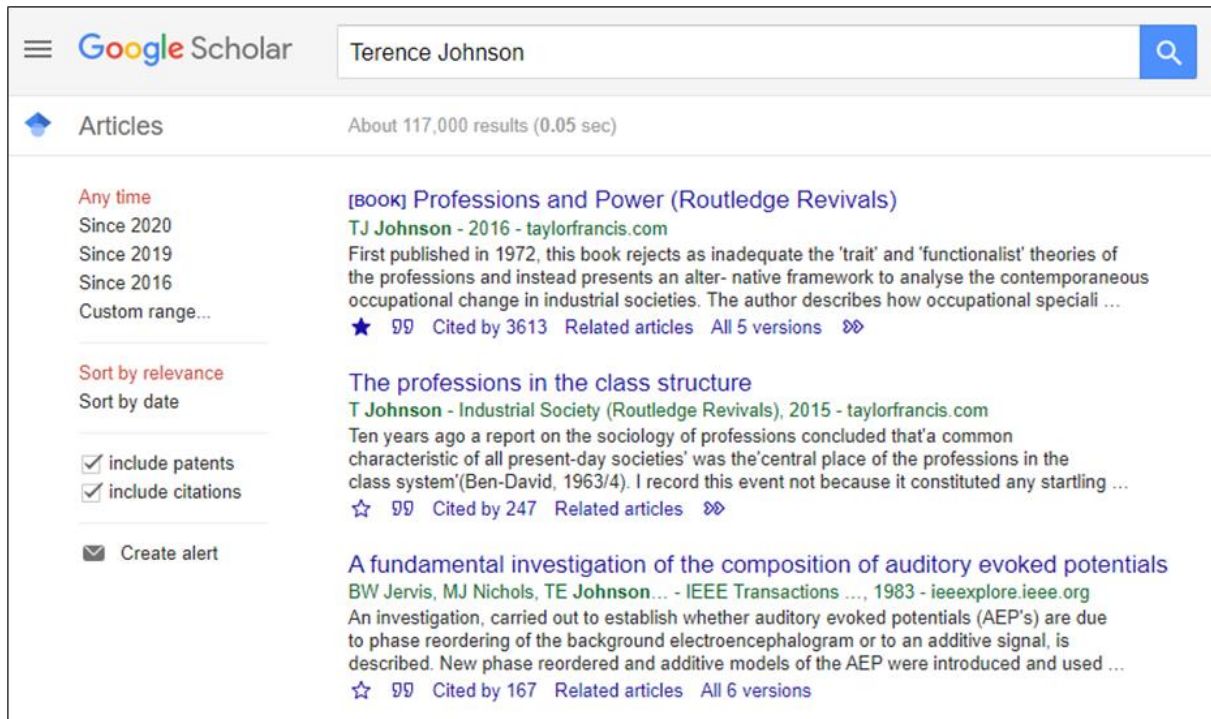 Google Scholar
Terence Johnson
Articles
About 117,000 results (0.05 sec)
Any time
Since 2020
Since 2019
Since 2016
Custom range...
Sort by relevance
Sort by date
include patents
include citations
Create alert
[BOOK] Professions and Power (Routledge Revivals)
TJ Johnson - 2016 - taylorfrancis.com
First published in 1972, this book rejects as inadequate the 'trait' and 'functionalist' theories of
the professions and instead presents an alter- native framework to analyse the contemporaneous
occupational change in industrial societies. The author describes how occupational speciali ...
Cited by 3613 Related articles All 5 versions
The professions in the class structure
T Johnson - Industrial Society (Routledge Revivals), 2015 - taylorfrancis.com
Ten years ago a report on the sociology of professions concluded that'a common
characteristic of all present-day societies' was the'central place of the professions in the
class system'(Ben-David, 1963/4). I record this event not because it constituted any startling ...
Cited by 247 Related articles
A fundamental investigation of the composition of auditory evoked potentials
BW Jervis, MJ Nichols, TE Johnson... - IEEE Transactions ..., 1983 - ieeexplore.ieee.org
An investigation, carried out to establish whether auditory evoked potentials (AEP's) are due
to phase reordering of the background electroencephalogram or to an additive signal, is
described. New phase reordered and additive models of the AEP were introduced and used ...
Cited by 167 Related articles All 6 versions